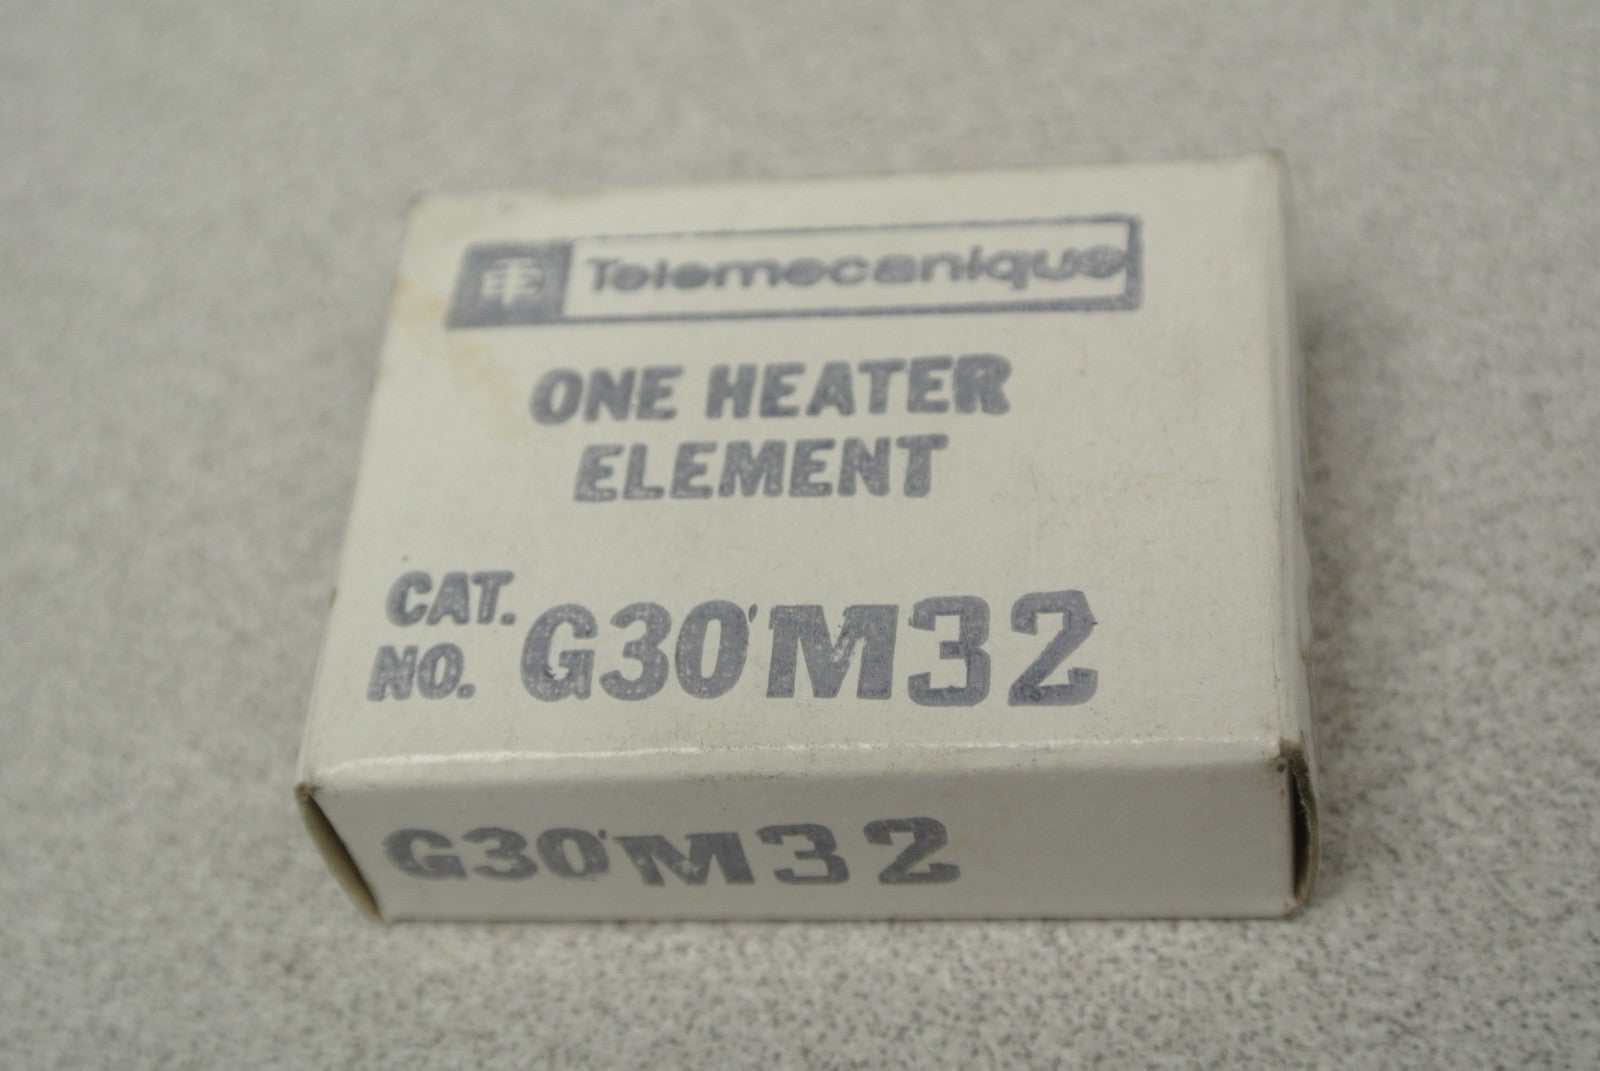 Telemecanique
ONE HEATER
ELEMENT
CAT.
NO. G30'M32
G30'M32